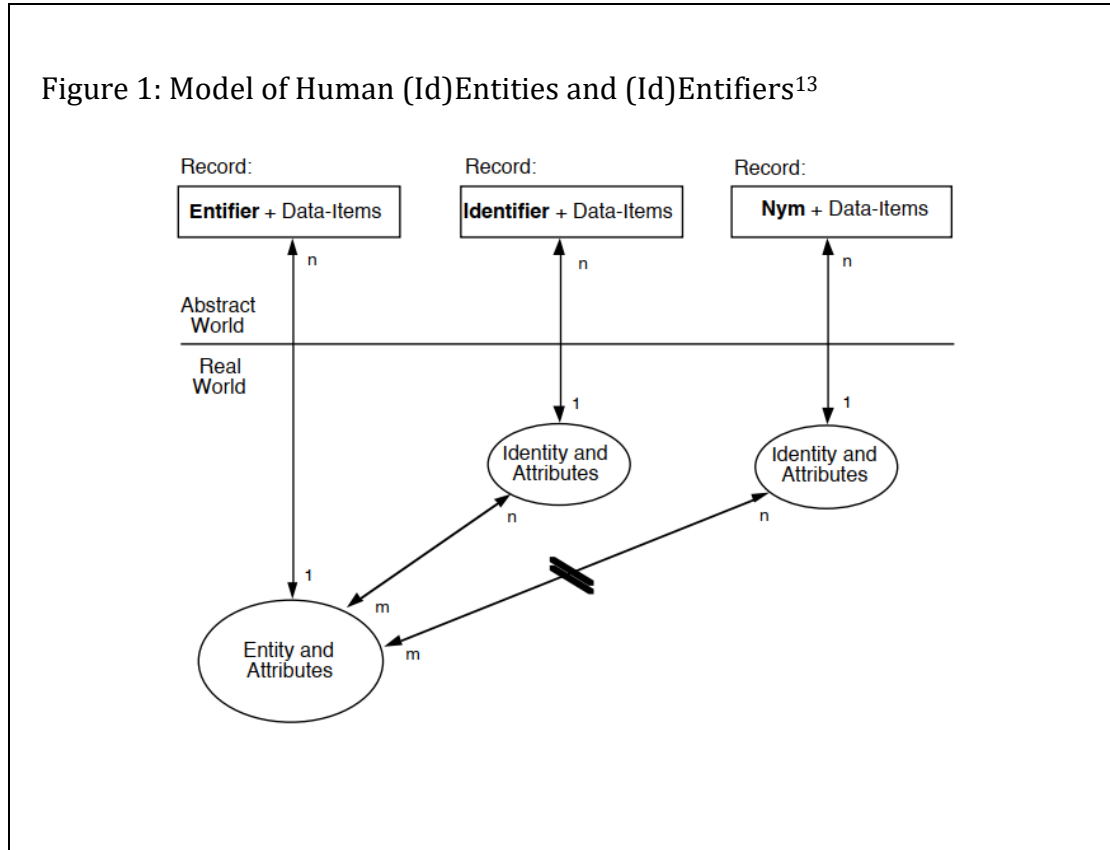 Figure 1: Model of Human (Id)Entities and (Id)Entifiers13
Record:
Record:
Record:
Entifier + Data-Items
Identifier + Data-Items
Nym + Data-Items
n
n
n
Abstract
World
Real
World
1
1
Identity and
Attributes
Identity and
Attributes
n
n
1
m
m
Entity and
Attributes